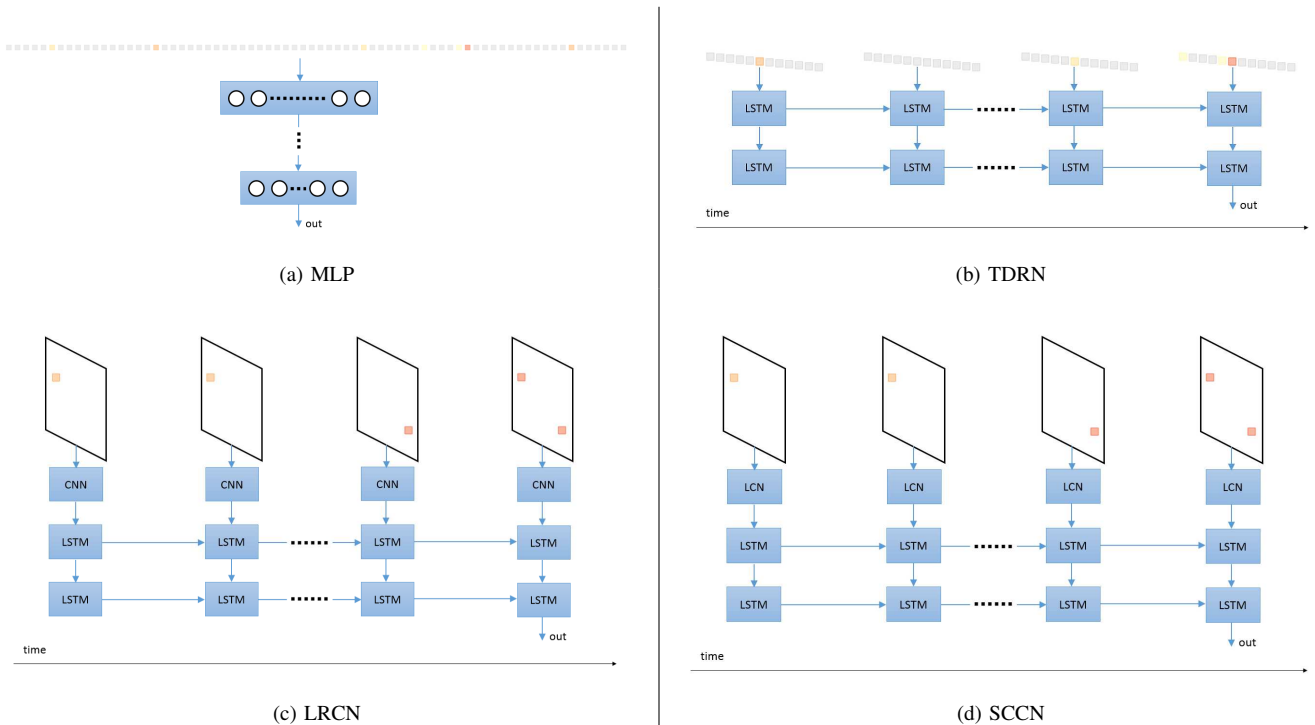 out
(a) MLP
LSTM LSTM LSTM LSTM
LSTM LSTM LSTM LSTM
out
time
(b) TDRN
CNN CNN CNN CNN
LSTM LSTM LSTM LSTM
LSTM LSTM LSTM LSTM
out
time
(c) LRCN
LCN LCN LCN LCN
LSTM LSTM LSTM LSTM
LSTM LSTM LSTM LSTM
out
time
(d) SCCN